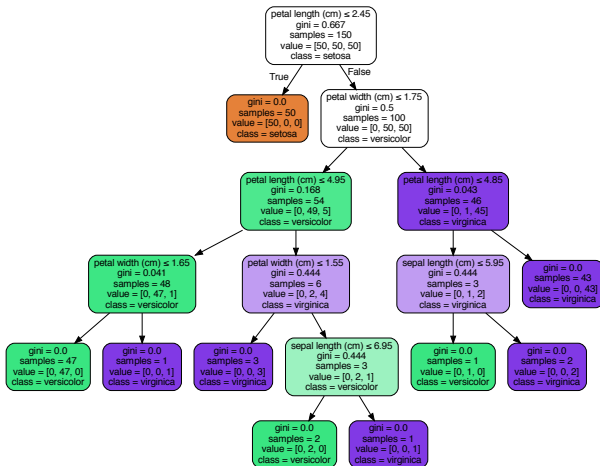 petal length (cm) ≤ 2.45
gini = 0.667
samples = 150
value = [50, 50, 50]
class = setosa
True
False
gini = 0.0
samples = 50
value = [50, 0, 0]
class = setosa
petal width (cm) ≤ 1.75
gini = 0.5
samples = 100
value = [0, 50, 50]
class = versicolor
petal length (cm) ≤ 4.95
gini = 0.168
samples = 54
value = [0, 49, 5]
class = versicolor
petal length (cm) ≤ 4.85
gini = 0.043
samples = 46
value = [0, 1, 45]
class = virginica
petal width (cm) ≤ 1.65
gini = 0.041
samples = 48
value = [0, 47, 1]
class = versicolor
petal width (cm) ≤ 1.55
gini = 0.444
samples = 6
value = [0, 2, 4]
class = virginica
sepal length (cm) ≤ 5.95
gini = 0.444
samples = 3
value = [0, 1, 2]
class = virginica
gini = 0.0
samples = 43
value = [0, 0, 43]
class = virginica
gini = 0.0
samples = 47
value = [0, 47, 0]
class = versicolor
gini = 0.0
samples = 1
value = [0, 0, 1]
class = virginica
gini = 0.0
samples = 3
value = [0, 0, 3]
class = virginica
sepal length (cm) ≤ 6.95
gini = 0.444
samples = 3
value = [0, 2, 1]
class = versicolor
gini = 0.0
samples = 1
value = [0, 1, 0]
class = versicolor
gini = 0.0
samples = 2
value = [0, 0, 2]
class = virginica
gini = 0.0
samples = 2
value = [0, 2, 0]
class = versicolor
gini = 0.0
samples = 1
value = [0, 0, 1]
class = virginica